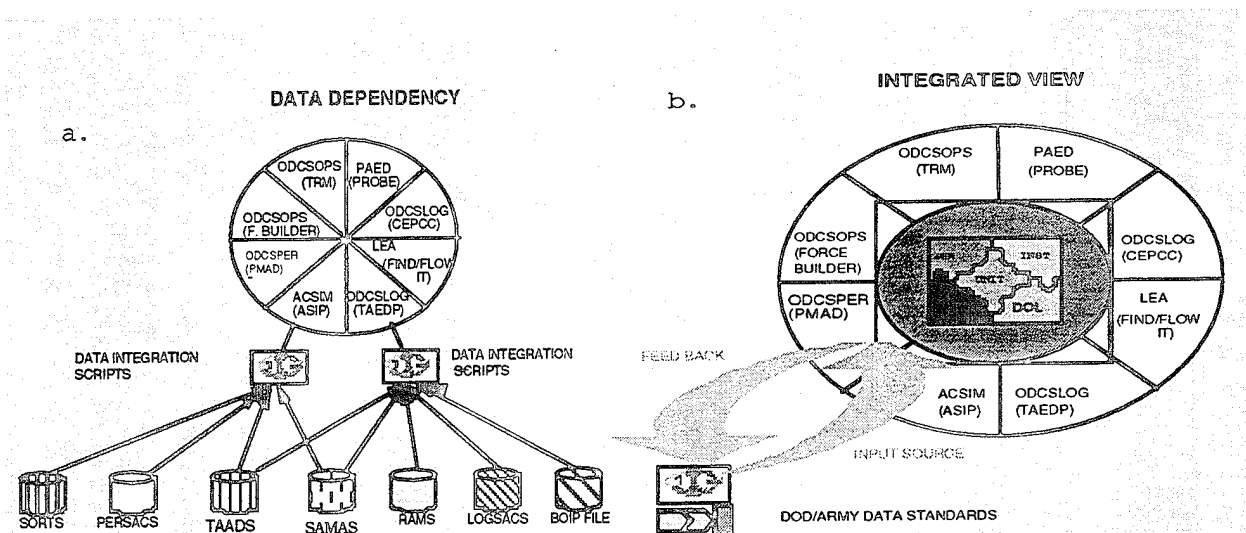 a.
DATA DEPENDENCY
ODCSOPS
(TRM)
PAED
(PROBE)
ODCSOPS
(F. BUILDER)
ODCSLOG
(CEPCC)
ODCSPER
(PMAD)
LEA
(FIND/FLOW
IT)
ACSIM
(ASIP)
ODCSLOG
(TAEDP)
DATA INTEGRATION
SCRIPTS
DATA INTEGRATION
SCRIPTS
SORTS
PERSACS
TAADS
SAMAS
RAMS
LOGSACS
BOIP FILE
b.
INTEGRATED VIEW
ODCSOPS
(TRM)
PAED
(PROBE)
ODCSOPS
(FORCE
BUILDER)
ODCSLOG
(CEPCC)
INST
UNIT
DOL
ODCSPER
(PMAD)
LEA
(FIND/FLOW
IT)
FEED BACK
ACSIM
(ASIP)
ODCSLOG
(TAEDP)
INPUT SOURCE
DOD/ARMY DATA STANDARDS